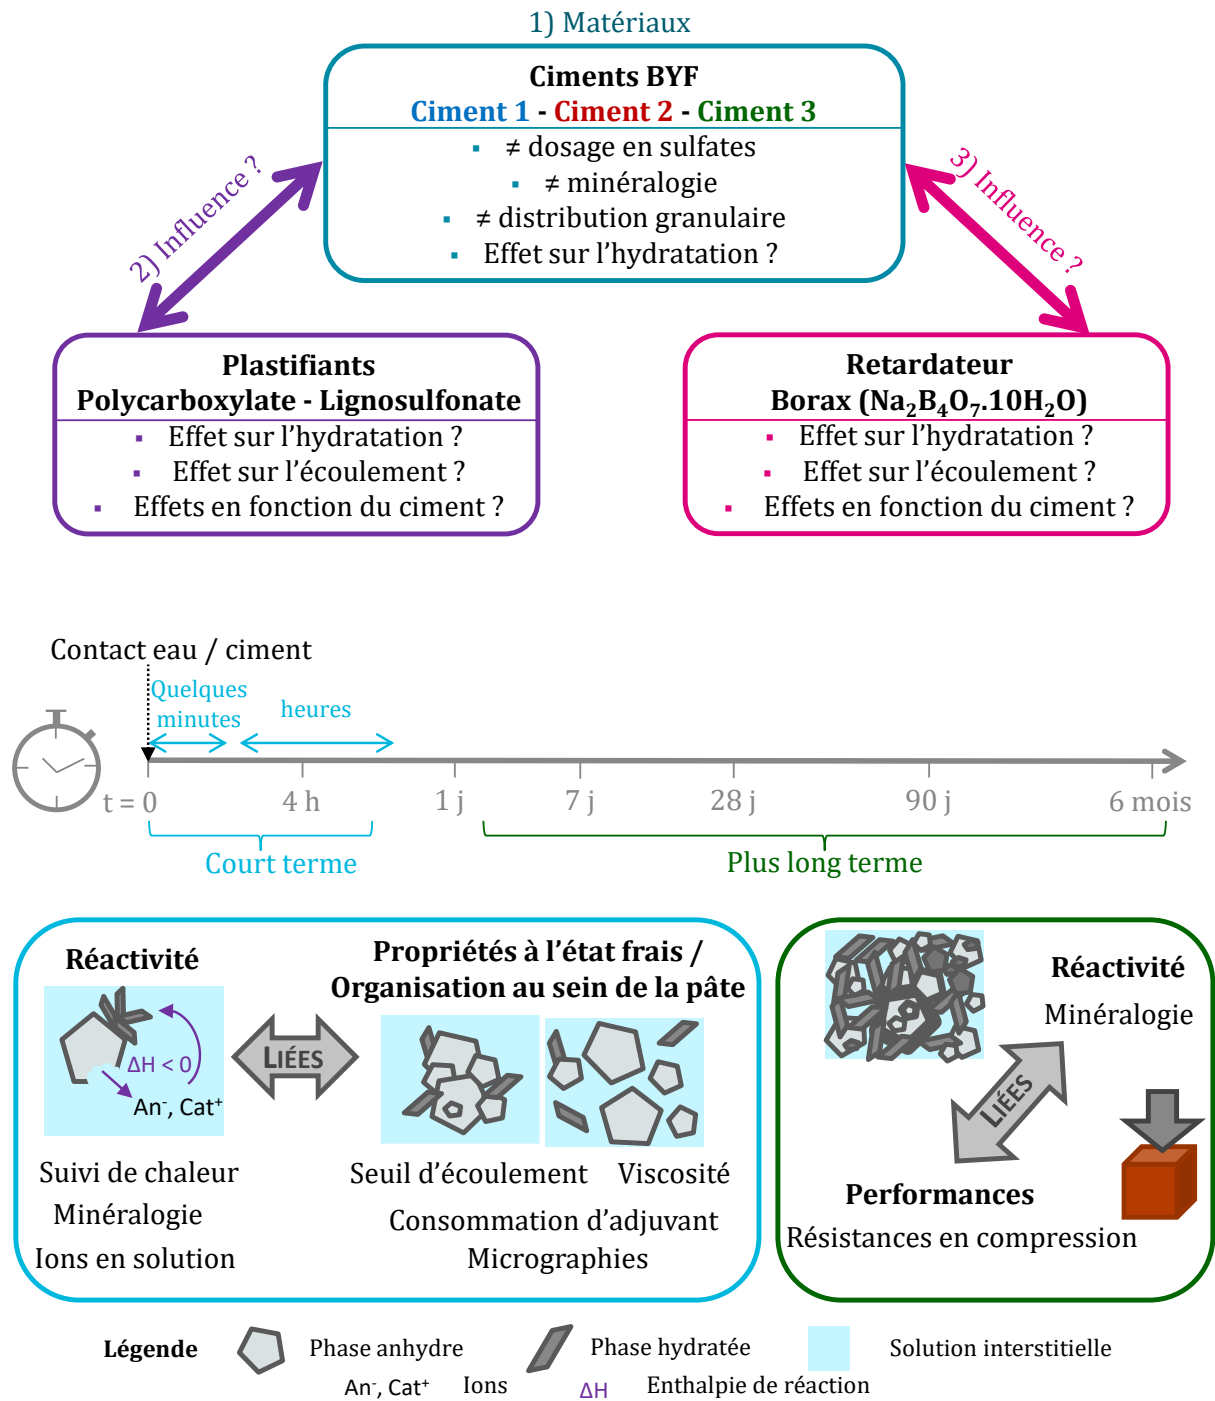 1) Matériaux
Ciments BYF
Ciment 1 - Ciment 2 - Ciment 3
▪ ≠ dosage en sulfates
▪ ≠ minéralogie
▪ ≠ distribution granulaire
▪ Effet sur l’hydratation ?
2) Influence ?
3) Influence ?
Plastifiants
Polycarboxylate - Lignosulfonate
▪ Effet sur l’hydratation ?
▪ Effet sur l’écoulement ?
▪ Effets en fonction du ciment ?
Retardateur
Borax (Na₂B₄O₇.10H₂O)
▪ Effet sur l’hydratation ?
▪ Effet sur l’écoulement ?
▪ Effets en fonction du ciment ?
Contact eau / ciment
Quelques
minutes
heures
t = 0 4 h 1 j 7 j 28 j 90 j 6 mois
Court terme
Plus long terme
Réactivité
ΔH < 0
An⁻, Cat⁺
Suivi de chaleur
Minéralogie
Ions en solution
LIÉES
Propriétés à l’état frais /
Organisation au sein de la pâte
Seuil d’écoulement Viscosité
Consommation d’adjuvant
Micrographies
Réactivité
Minéralogie
LIÉES
Performances
Résistances en compression
Légende Phase anhydre Phase hydratée Solution interstitielle
An⁻, Cat⁺ Ions ΔH Enthalpie de réaction